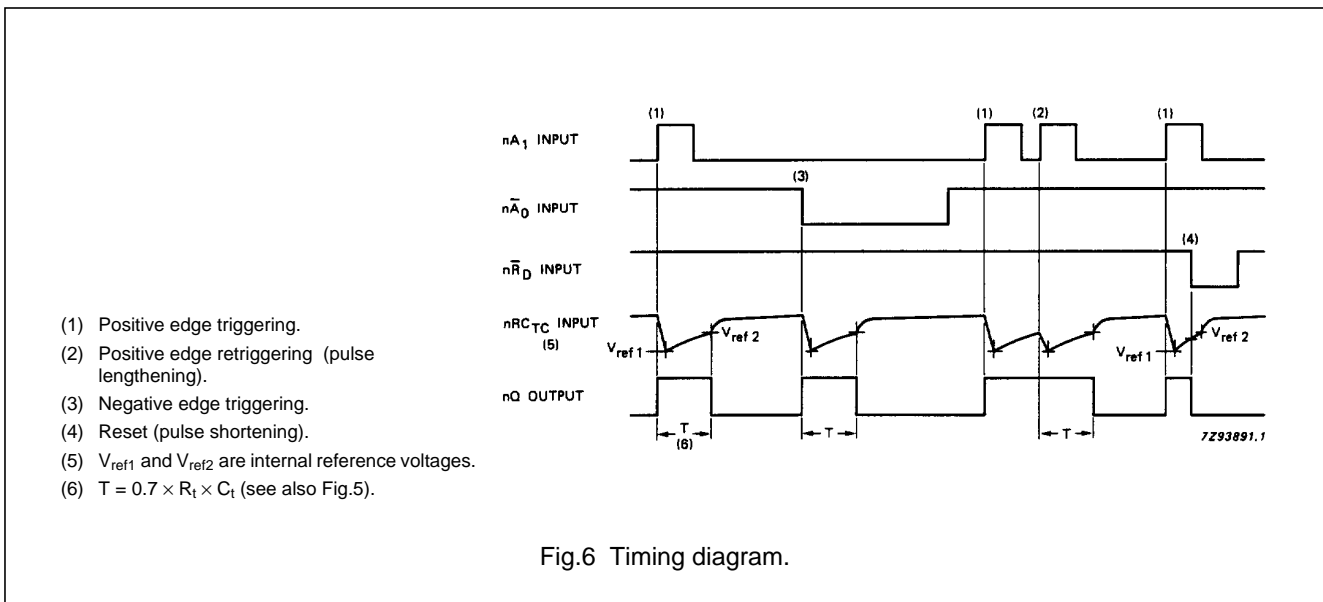 (1) (1) (2) (1)
nA1 INPUT
(3)
nA̅0 INPUT
(4)
nR̅D INPUT
nRCTC INPUT
(5)
Vref 1 Vref 2 Vref 1 Vref 2
nQ OUTPUT
T T T
(6)
7Z93891.1
(1) Positive edge triggering.
(2) Positive edge retriggering (pulse
lengthening).
(3) Negative edge triggering.
(4) Reset (pulse shortening).
(5) Vref1 and Vref2 are internal reference voltages.
(6) T = 0.7 × Rt × Ct (see also Fig.5).
Fig.6 Timing diagram.